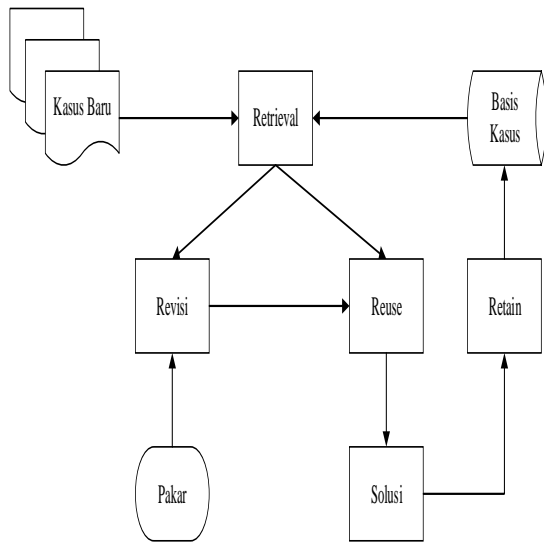 Kasus Baru
Retrieval
Basis
Kasus
Revisi
Reuse
Retain
Pakar
Solusi